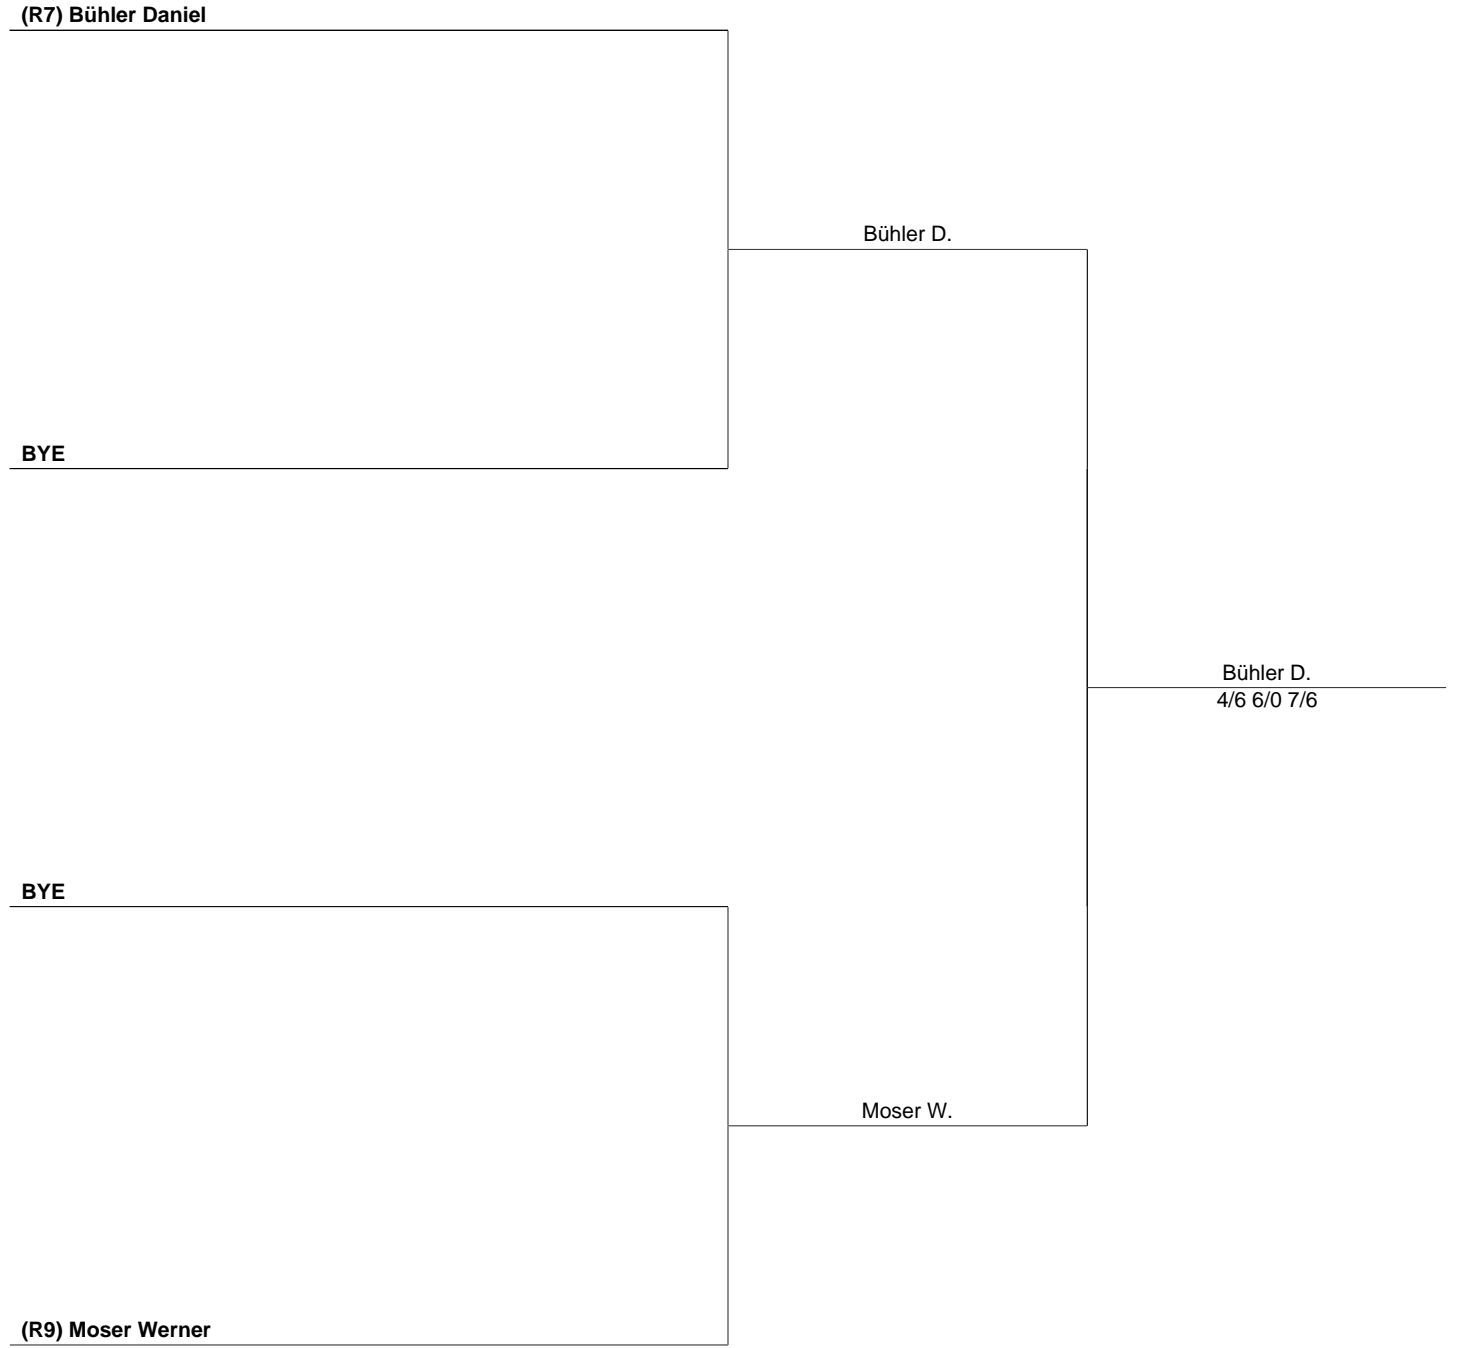 (R7) Bühler Daniel
Bühler D.
BYE
Bühler D.
4/6 6/0 7/6
BYE
Moser W.
(R9) Moser Werner